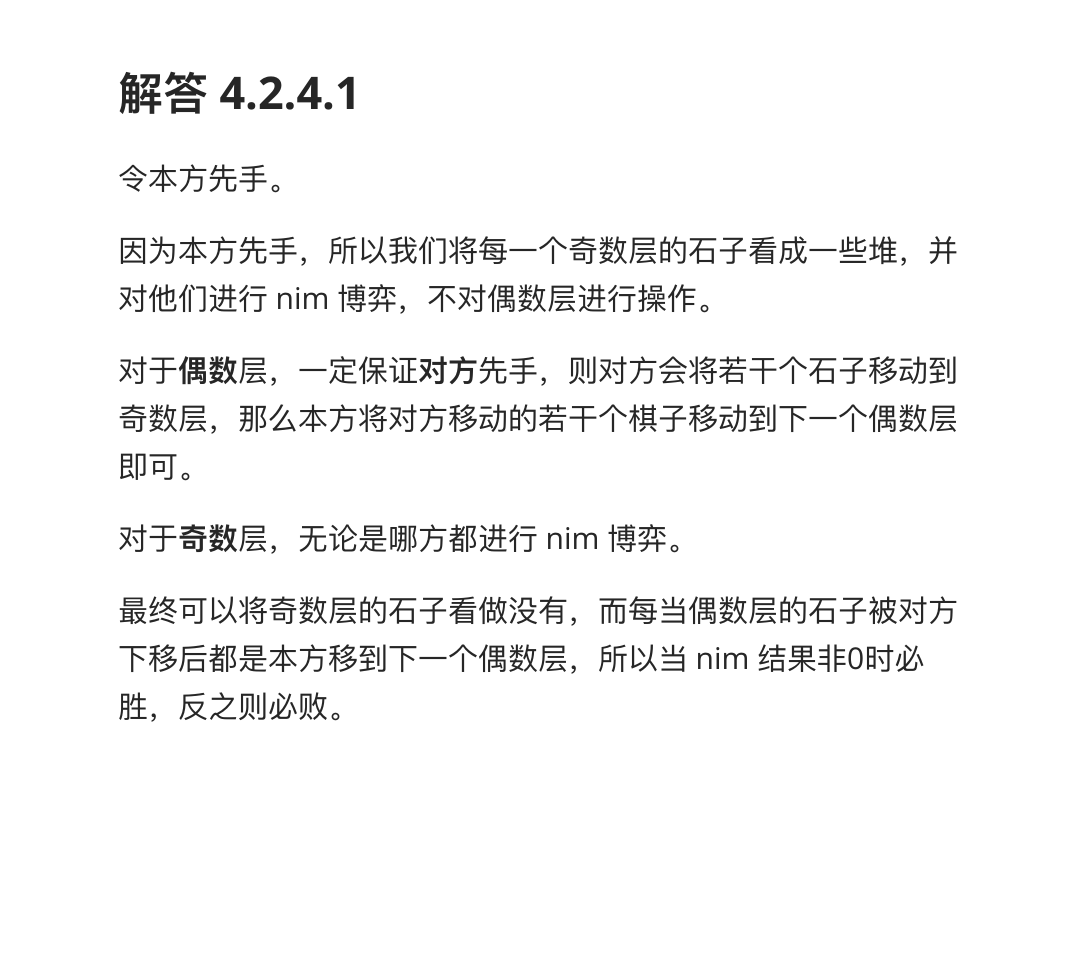 解答 4.2.4.1
令本方先手。
因为本方先手，所以我们将每一个奇数层的石子看成一些堆，并
对他们进行 nim 博弈，不对偶数层进行操作。
对于偶数层，一定保证对方先手，则对方会将若干个石子移动到
奇数层，那么本方将对方移动的若干个棋子移动到下一个偶数层
即可。
对于奇数层，无论是哪方都进行 nim 博弈。
最终可以将奇数层的石子看做没有，而每当偶数层的石子被对方
下移后都是本方移到下一个偶数层，所以当 nim 结果非0时必
胜，反之则必败。